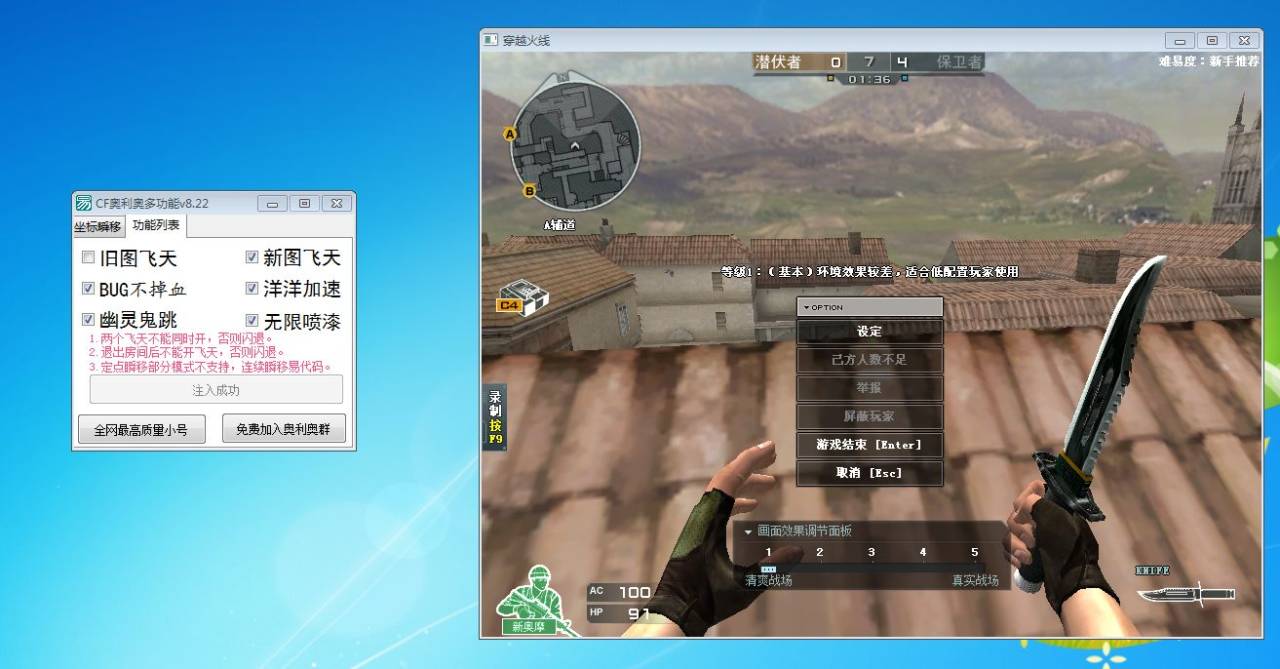 CF奥利奥多功能v8.22
坐标瞬移 功能列表
旧图飞天 新图飞天
BUG不掉血 洋洋加速
幽灵鬼跳 无限喷漆
1.两个飞天不能同时开，否则闪退。
2.退出房间后不能开飞天，否则闪退。
3.定点瞬移部分模式不支持，连续瞬移易代码。
注入成功
全网最高质量小号 免费加入奥利奥群
穿越火线
潜伏者 0 7 4 保卫者
01:36
难易度：新手推荐
N
A
B
A辅道
等级1：(基本)环境效果较差，适合低配置玩家使用
C4
OPTION
设定
己方人数不足
举报
屏蔽玩家
游戏结束 [Enter]
取消 [Esc]
录制按F9
画面效果调节面板
1 2 3 4 5
清爽战场 真实战场
AC 100
HP 91
新奥摩
KNIFE